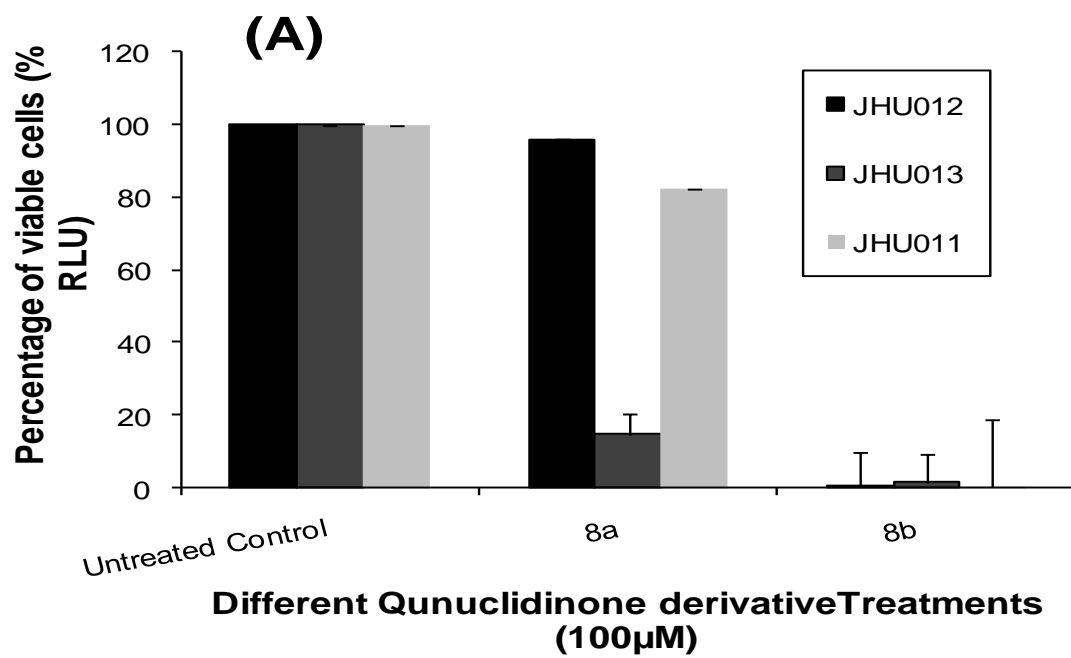 (A)
Percentage of viable cells (%
RLU)
120
100
80
60
40
20
0
JHU012
JHU013
JHU011
Untreated Control
8a
8b
Different Qunuclidinone derivativeTreatments
(100µM)